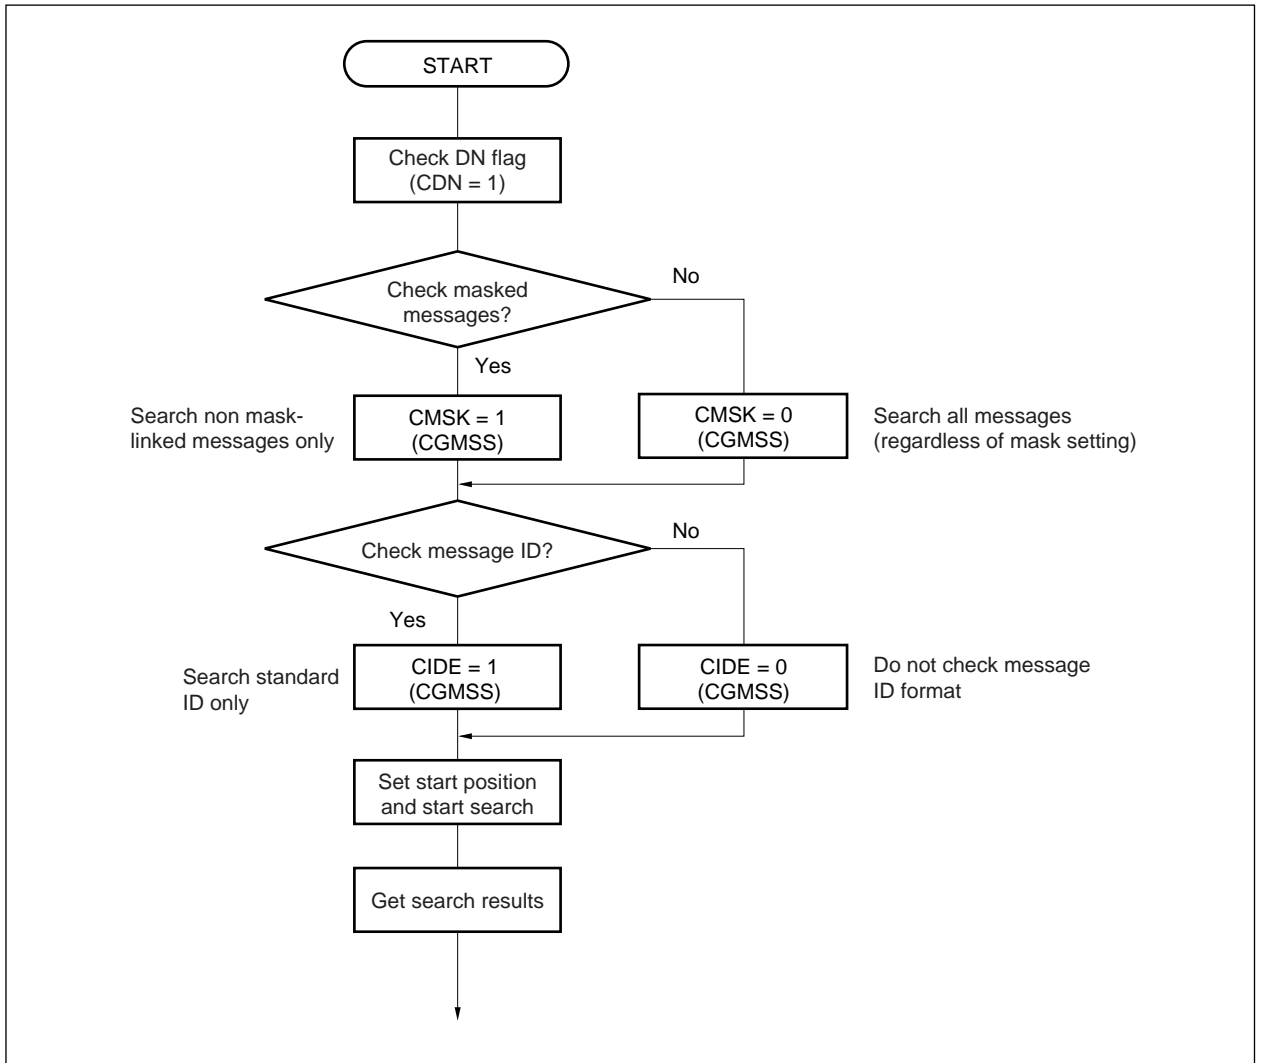 START
Check DN flag
(CDN = 1)
Check masked
messages?
No
Yes
Search non mask-
linked messages only
CMSK = 1
(CGMSS)
CMSK = 0
(CGMSS)
Search all messages
(regardless of mask setting)
Check message ID?
No
Yes
Search standard
ID only
CIDE = 1
(CGMSS)
CIDE = 0
(CGMSS)
Do not check message
ID format
Set start position
and start search
Get search results